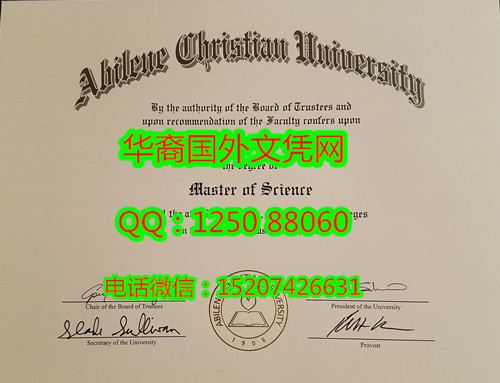 Abilene Christian University
By the authority of the Board of Trustees and
upon recommendation of the Faculty confers upon
华裔国外文凭网
the degree of
Master of Science
QQ：1250 88060
电话微信：15207426631
Chair of the Board of Trustees
President of the University
Slade Sullivan
Secretary of the University
Provost
ABILENE CHRISTIAN UNIVERSITY
1906